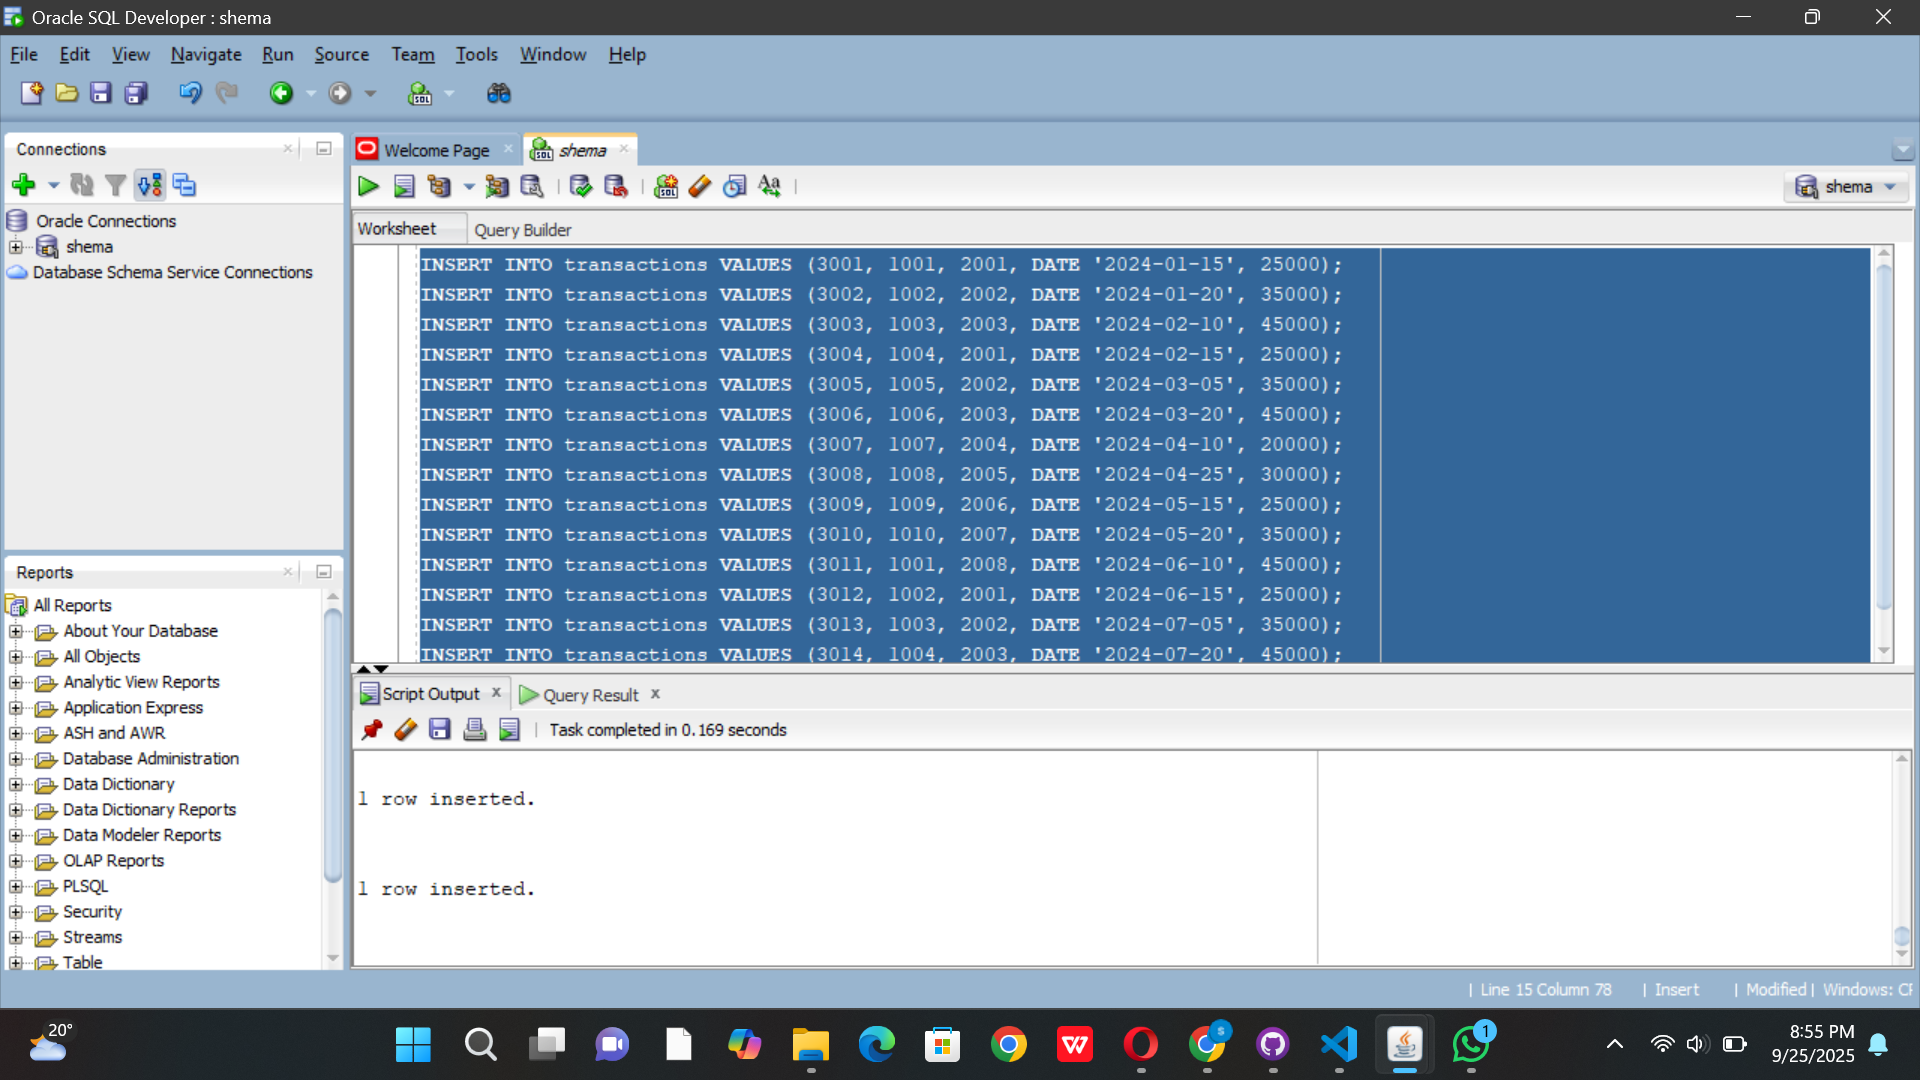 Oracle SQL Developer : shema
File Edit View Navigate Run Source Team Tools Window Help
Connections
Oracle Connections
shema
Database Schema Service Connections
Reports
All Reports
About Your Database
All Objects
Analytic View Reports
Application Express
ASH and AWR
Database Administration
Data Dictionary
Data Dictionary Reports
Data Modeler Reports
OLAP Reports
PLSQL
Security
Streams
Table
Welcome Page
shema
shema
Worksheet Query Builder
INSERT INTO transactions VALUES (3001, 1001, 2001, DATE '2024-01-15', 25000);
INSERT INTO transactions VALUES (3002, 1002, 2002, DATE '2024-01-20', 35000);
INSERT INTO transactions VALUES (3003, 1003, 2003, DATE '2024-02-10', 45000);
INSERT INTO transactions VALUES (3004, 1004, 2001, DATE '2024-02-15', 25000);
INSERT INTO transactions VALUES (3005, 1005, 2002, DATE '2024-03-05', 35000);
INSERT INTO transactions VALUES (3006, 1006, 2003, DATE '2024-03-20', 45000);
INSERT INTO transactions VALUES (3007, 1007, 2004, DATE '2024-04-10', 20000);
INSERT INTO transactions VALUES (3008, 1008, 2005, DATE '2024-04-25', 30000);
INSERT INTO transactions VALUES (3009, 1009, 2006, DATE '2024-05-15', 25000);
INSERT INTO transactions VALUES (3010, 1010, 2007, DATE '2024-05-20', 35000);
INSERT INTO transactions VALUES (3011, 1001, 2008, DATE '2024-06-10', 45000);
INSERT INTO transactions VALUES (3012, 1002, 2001, DATE '2024-06-15', 25000);
INSERT INTO transactions VALUES (3013, 1003, 2002, DATE '2024-07-05', 35000);
INSERT INTO transactions VALUES (3014, 1004, 2003, DATE '2024-07-20', 45000);
Script Output Query Result
Task completed in 0.169 seconds
1 row inserted.
1 row inserted.
Line 15 Column 78 | Insert | Modified | Windows: CF
20°
8:55 PM
9/25/2025
1